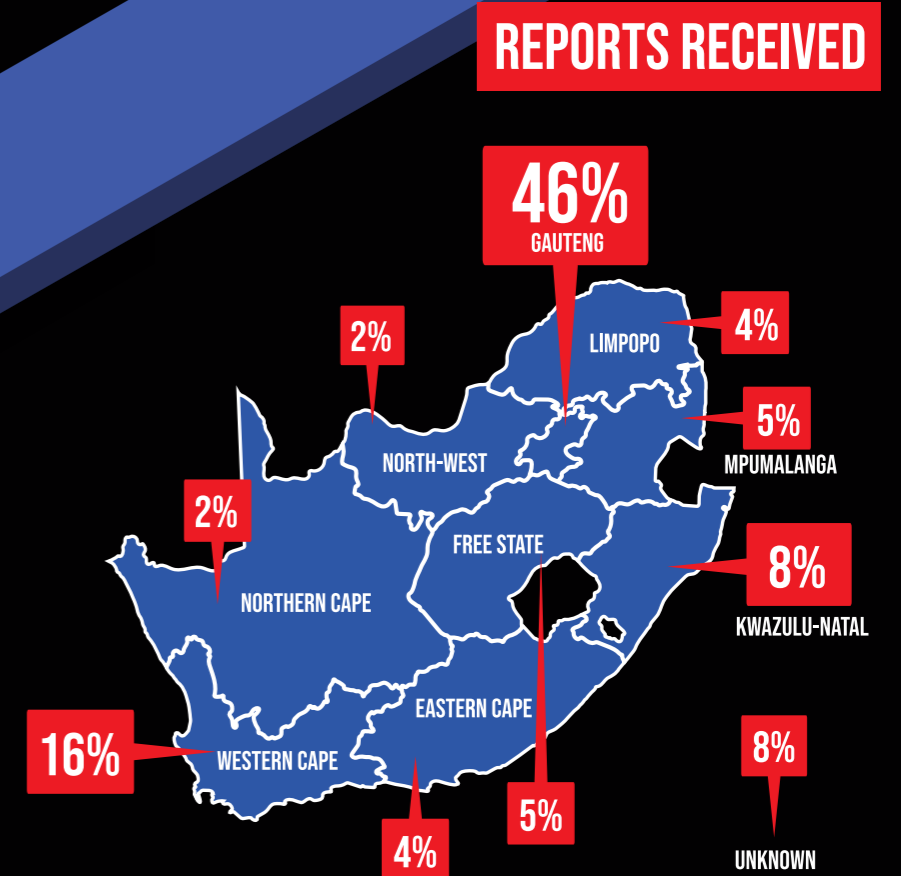 REPORTS RECEIVED
46%
GAUTENG
2%
4%
LIMPOPO
5%
MPUMALANGA
NORTH-WEST
2%
FREE STATE
8%
KWAZULU-NATAL
NORTHERN CAPE
EASTERN CAPE
16%
WESTERN CAPE
8%
UNKNOWN
5%
4%